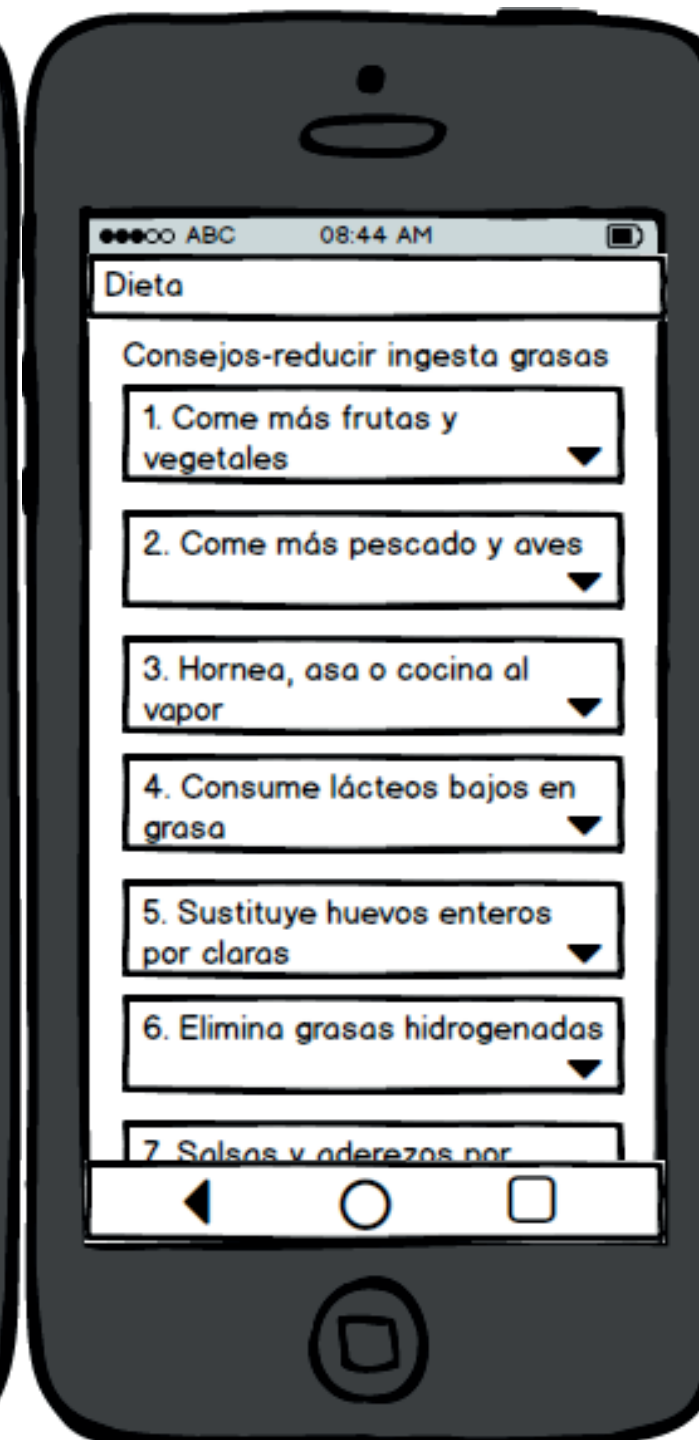 ABC 08:44 AM
Dieta
Consejos-reducir ingesta grasas
1. Come más frutas y
vegetales
2. Come más pescado y aves
3. Hornea, asa o cocina al
vapor
4. Consume lácteos bajos en
grasa
5. Sustituye huevos enteros
por claras
6. Elimina grasas hidrogenadas
7. Salsas y aderezos por